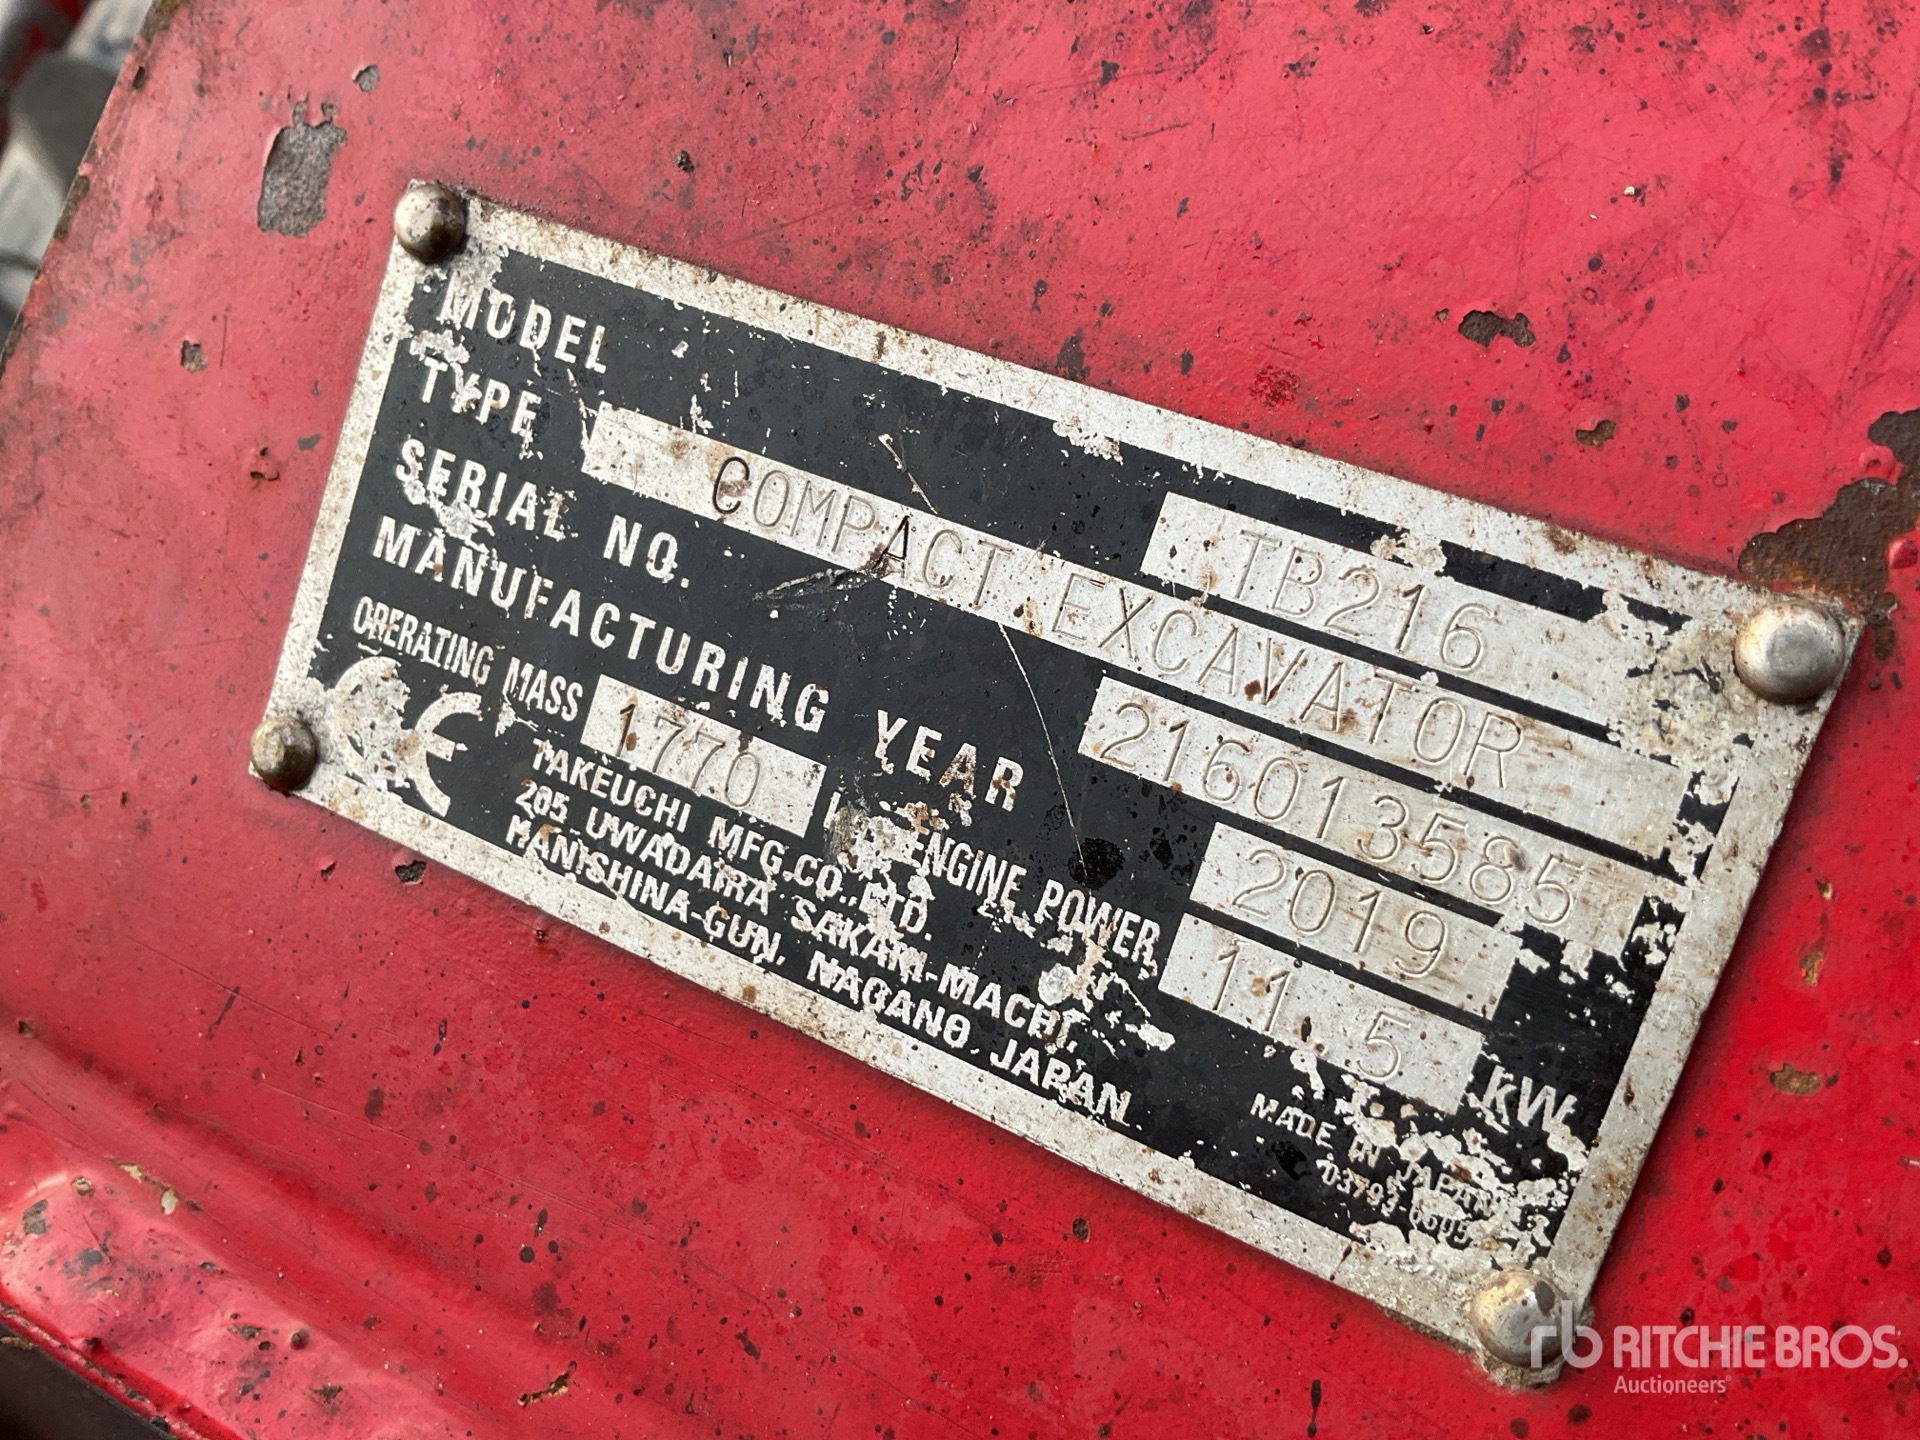 MODEL TB216
TYPE COMPACT EXCAVATOR
SERIAL NO. 216013585
MANUFACTURING YEAR 2019
OPERATING MASS 1770 ENGINE POWER 11.5 kW
CE
TAKEUCHI MFG.CO.,LTD.
205 UWADAIRA SAKAKI-MACHI,
HANISHINA-GUN, NAGANO JAPAN
MADE IN JAPAN
rb RITCHIE BROS.
Auctioneers